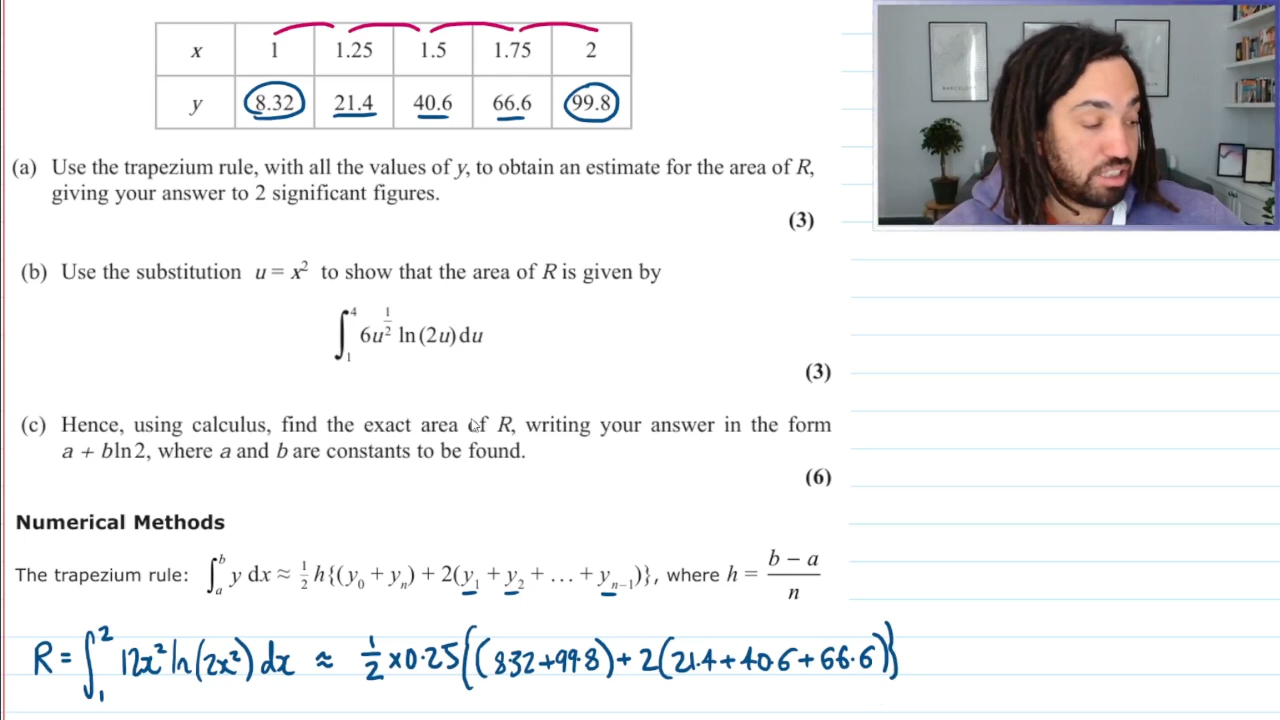 x 1 1.25 1.5 1.75 2
y 8.32 21.4 40.6 66.6 99.8
(a) Use the trapezium rule, with all the values of y, to obtain an estimate for the area of R,
giving your answer to 2 significant figures.
(3)
(b) Use the substitution u = x² to show that the area of R is given by
∫₁⁴ 6u^(1/2) ln(2u) du
(3)
(c) Hence, using calculus, find the exact area of R, writing your answer in the form
a + bln2, where a and b are constants to be found.
(6)
Numerical Methods
The trapezium rule: ∫ₐᵇ y dx ≈ ½h{(y₀ + yₙ) + 2(y₁ + y₂ + ... + yₙ₋₁)}, where h = (b − a)/n
R = ∫₁² 12x² ln(2x²) dx ≈ ½ × 0.25{(8.32+99.8) + 2(21.4+40.6+66.6)}